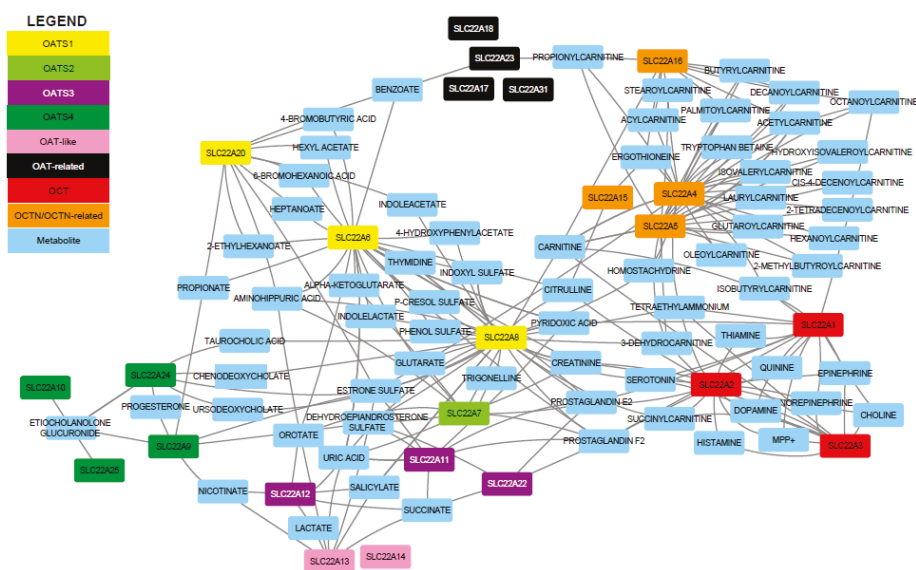 LEGEND
OATS1
OATS2
OATS3
OATS4
OAT-like
OAT-related
OCT
OCTN/OCTN-related
Metabolite
SLC22A18
SLC22A23
PROPIONYLCARNITINE
SLC22A16
BUTYRYLCARNITINE
SLC22A17
SLC22A31
BENZOATE
STEAROYLCARNITINE
DECANOYLCARNITINE
OCTANOYLCARNITINE
PALMITOYLCARNITINE
ACYLCARNITINE
ACETYLCARNITINE
4-BROMOBUTYRIC ACID
HEXYL ACETATE
SLC22A20
TRYPTOPHAN BETAINE
HYDROXYISOVALEROYLCARNITINE
ERGOTHIONEINE
ISOVALERYLCARNITINE
6-BROMOHEXANOIC ACID
CIS-4-DECENOYLCARNITINE
SLC22A15
SLC22A4
LAURYLCARNITINE
HEPTANOATE
INDOLEACETATE
2-TETRADECENOYLCARNITINE
SLC22A5
GLUTAROYLCARNITINE
4-HYDROXYPHENYLACETATE
SLC22A6
HEXANOYLCARNITINE
2-ETHYLHEXANOATE
CARNITINE
OLEOYLCARNITINE
THYMIDINE
2-METHYLBUTYROYLCARNITINE
INDOXYL SULFATE
HOMOSTACHYDRINE
PROPIONATE
ALPHA-KETOGLUTARATE
CITRULLINE
ISOBUTYRYLCARNITINE
AMINOHIPPURIC ACID
P-CRESOL SULFATE
TETRAETHYLAMMONIUM
INDOLELACTATE
PYRIDOXIC ACID
SLC22A1
PHENOL SULFATE
SLC22A8
THIAMINE
TAUROCHOLIC ACID
3-DEHYDROCARNITINE
GLUTARATE
CREATININE
QUININE
EPINEPHRINE
SLC22A24
CHENODEOXYCHOLATE
TRIGONELLINE
SEROTONIN
SLC22A2
SLC22A10
ESTRONE SULFATE
PROSTAGLANDIN E2
NOREPINEPHRINE
PROGESTERONE
URSODEOXYCHOLATE
DEHYDROEPIANDROSTERONE
SULFATE
SLC22A7
SUCCINYLCARNITINE
DOPAMINE
CHOLINE
ETIOCHOLANOLONE
GLUCURONIDE
SLC22A9
OROTATE
PROSTAGLANDIN F2
HISTAMINE
MPP+
SLC22A3
URIC ACID
SLC22A11
SLC22A25
NICOTINATE
SLC22A12
SALICYLATE
SLC22A22
SUCCINATE
LACTATE
SLC22A13
SLC22A14